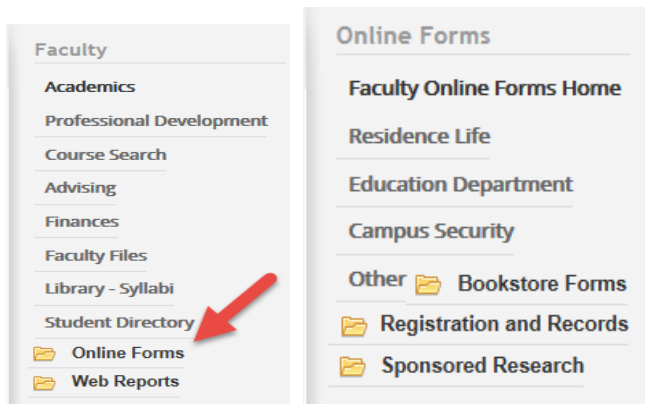 Faculty
Academics
Professional Development
Course Search
Advising
Finances
Faculty Files
Library - Syllabi
Student Directory
Online Forms
Web Reports
Online Forms
Faculty Online Forms Home
Residence Life
Education Department
Campus Security
Other Bookstore Forms
Registration and Records
Sponsored Research